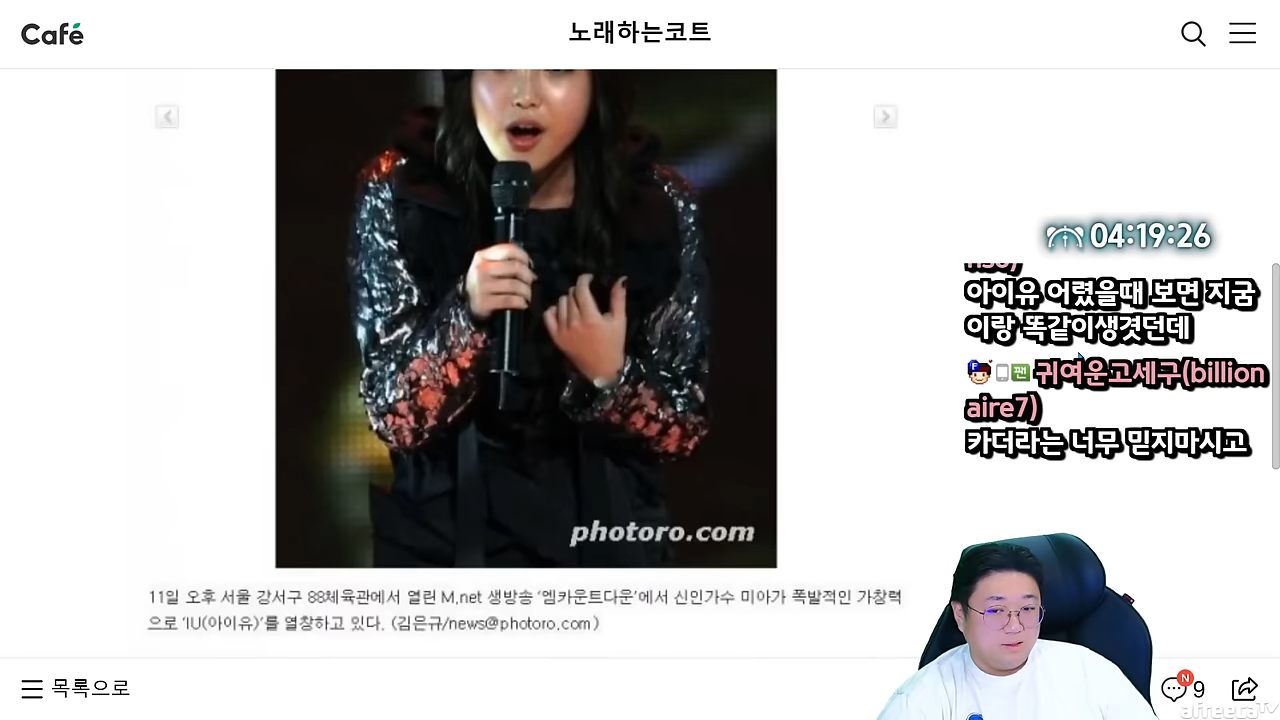 Café
노래하는코트
04:19:26
아이유 어렸을때 보면 지굼
이랑 똑같이생겻던데
귀여운고세구(billion
aire7)
카더라는 너무 믿지마시고
photoro.com
11일 오후 서울 강서구 88체육관에서 열린 M.net 생방송 '엠카운트다운'에서 신인가수 미아가 폭발적인 가창력
으로 'IU(아이유)'를 열창하고 있다. (김은규/news@photoro.com)
목록으로
N
9
afreecaTV